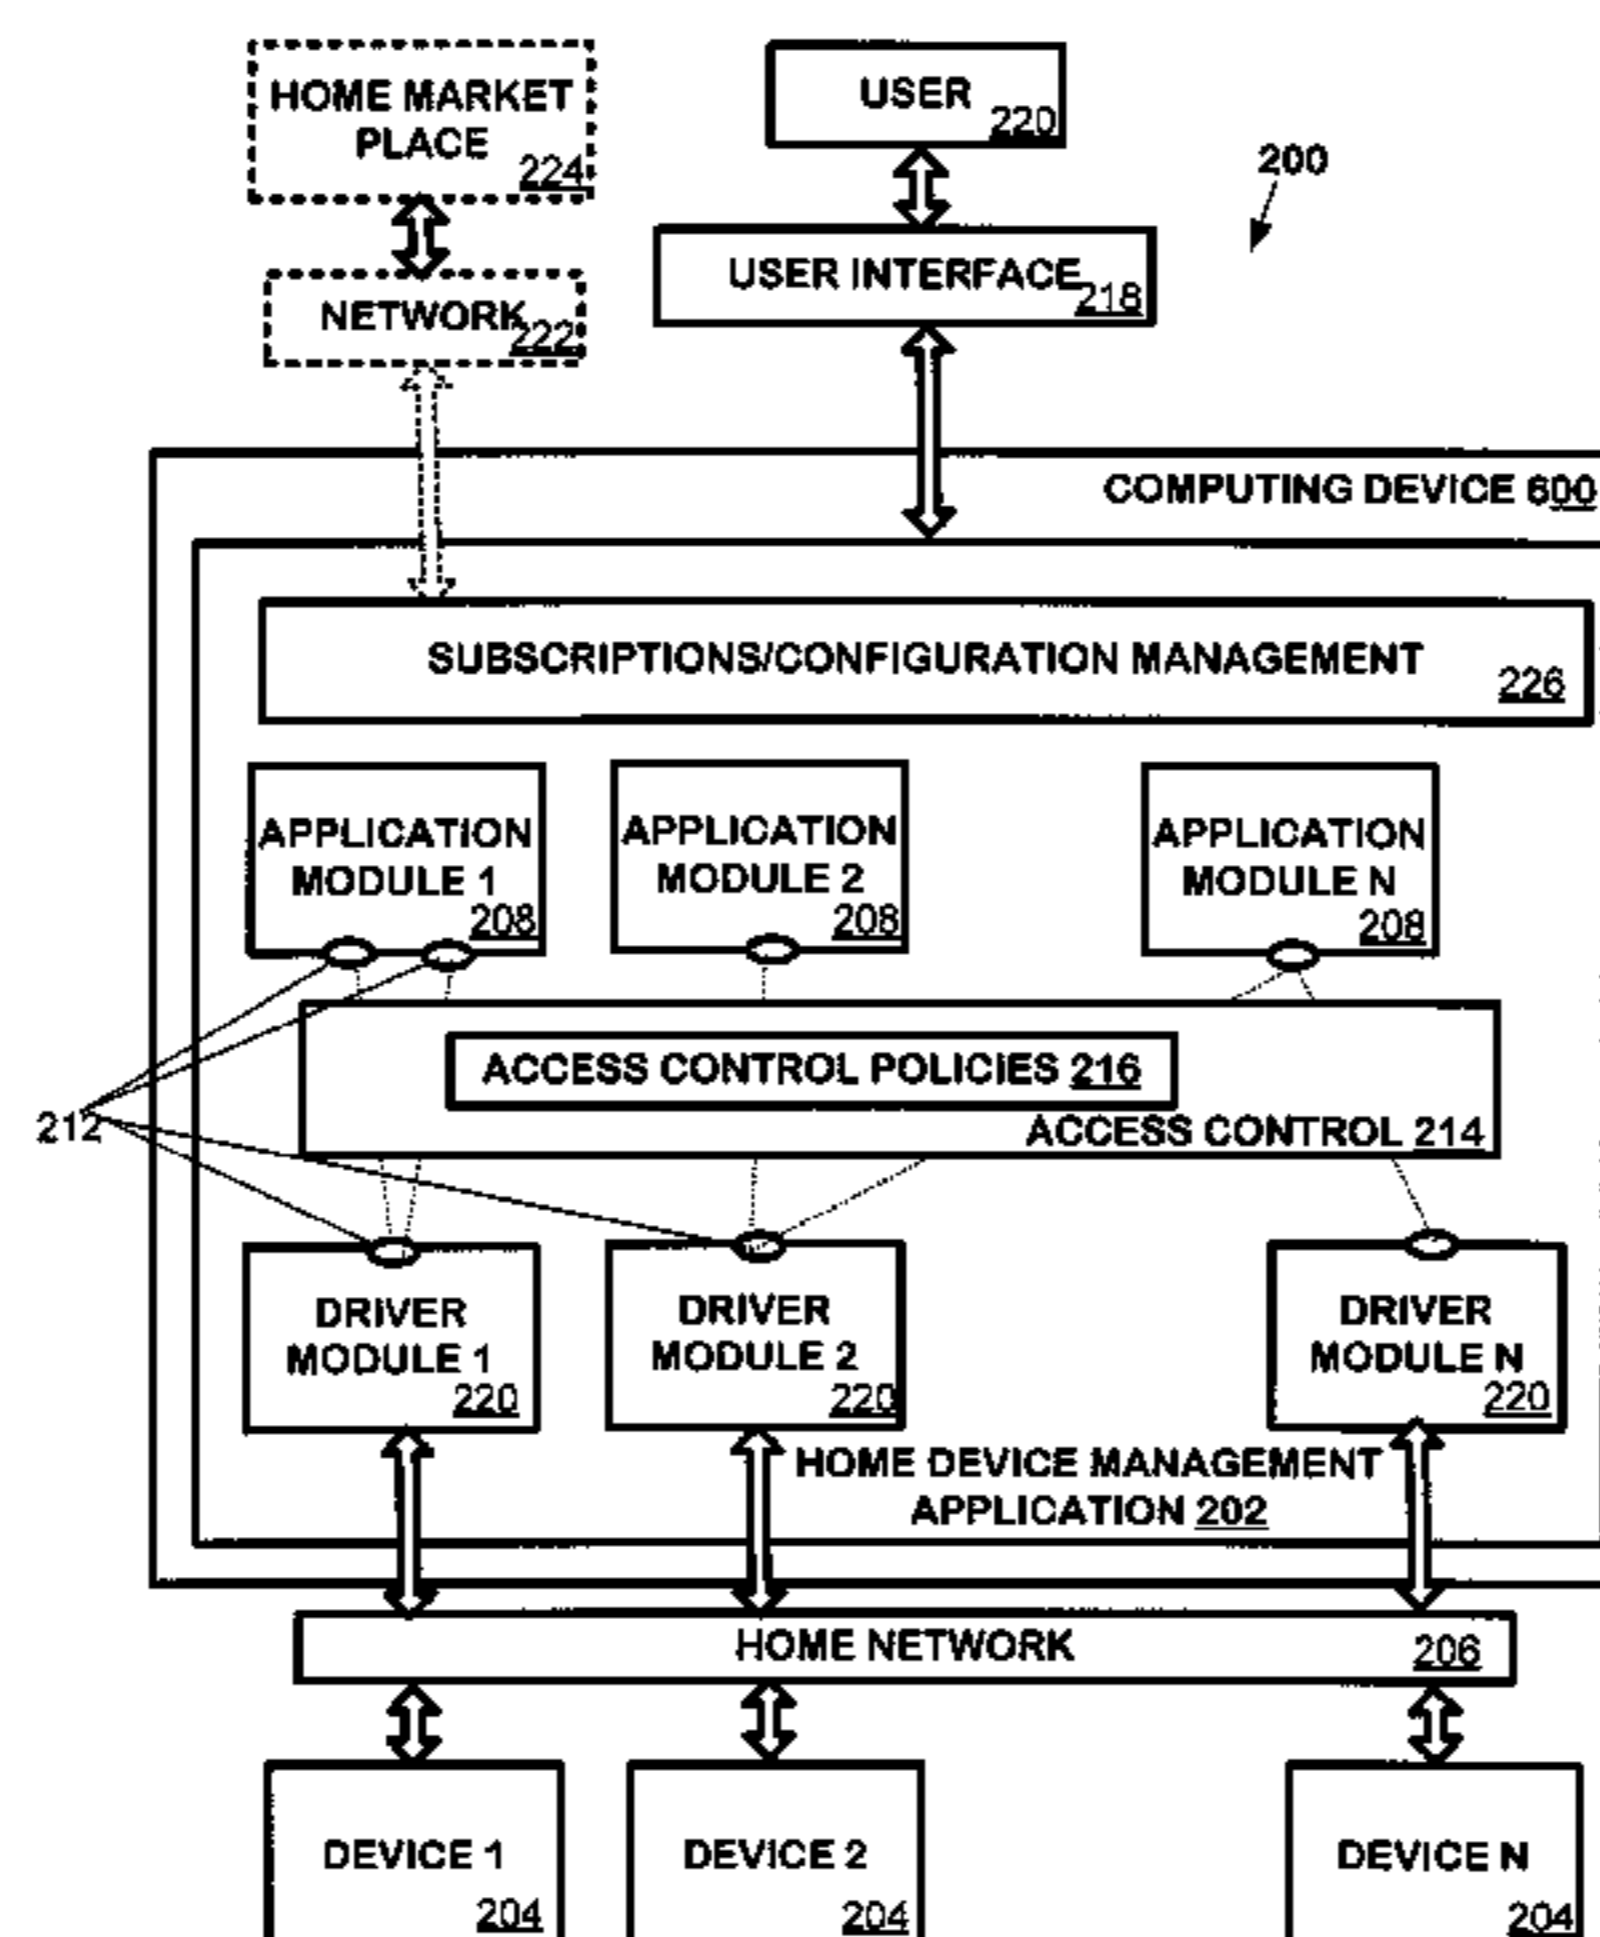 HOME MARKET
PLACE
224
USER
220
200
NETWORK
222
USER INTERFACE
218
COMPUTING DEVICE 600
SUBSCRIPTIONS/CONFIGURATION MANAGEMENT
226
APPLICATION
MODULE 1
208
APPLICATION
MODULE 2
208
APPLICATION
MODULE N
208
ACCESS CONTROL POLICIES 216
ACCESS CONTROL 214
212
DRIVER
MODULE 1
220
DRIVER
MODULE 2
220
DRIVER
MODULE N
220
HOME DEVICE MANAGEMENT
APPLICATION 202
HOME NETWORK
206
DEVICE 1
204
DEVICE 2
204
DEVICE N
204